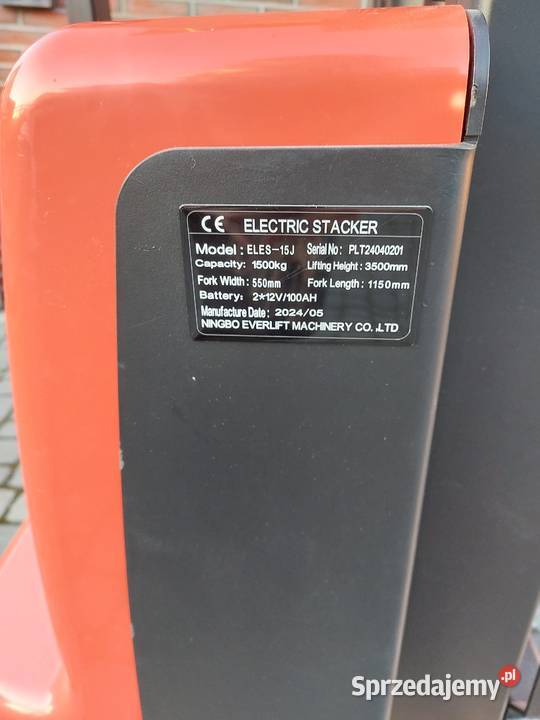 CE ELECTRIC STACKER
Model: ELES-15J Serial No: PLT24040201
Capacity: 1500kg Lifting Height: 3500mm
Fork Width: 550mm Fork Length: 1150mm
Battery: 2*12V/100AH
Manufacture Date: 2024/05
NINGBO EVERLIFT MACHINERY CO.,LTD
Sprzedajemy.pl